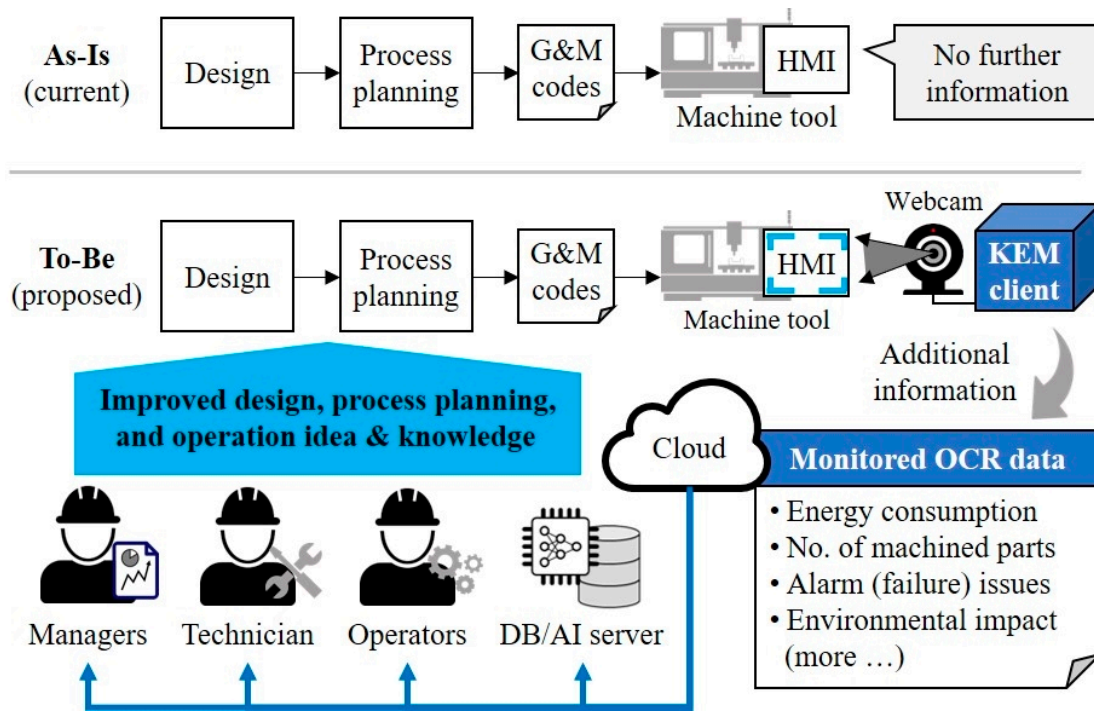 As-Is
(current)
Design
Process
planning
G&M
codes
HMI
Machine tool
No further
information
To-Be
(proposed)
Design
Process
planning
G&M
codes
HMI
Machine tool
Webcam
KEM
client
Additional
information
Improved design, process planning,
and operation idea & knowledge
Cloud
Monitored OCR data
• Energy consumption
• No. of machined parts
• Alarm (failure) issues
• Environmental impact
(more …)
Managers
Technician
Operators
DB/AI server